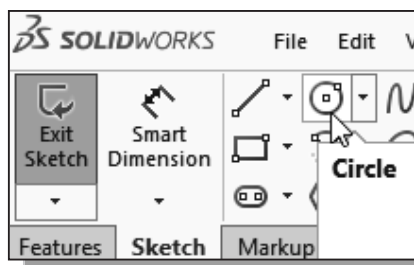 SOLIDWORKS File Edit
Exit Smart
Sketch Dimension
Circle
Features Sketch Markup